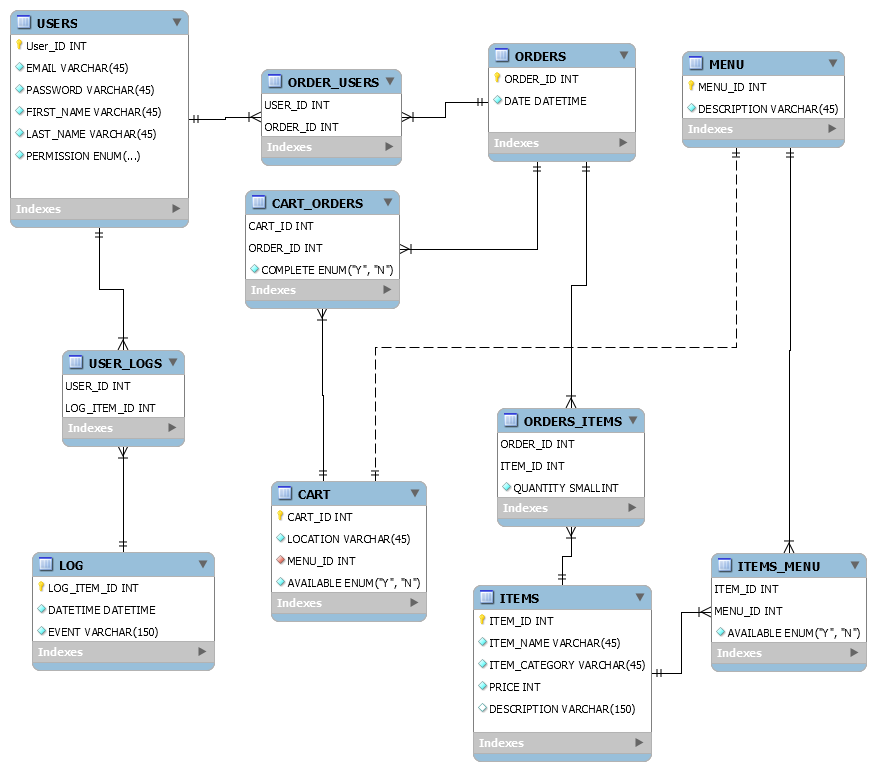 USERS
User_ID INT
EMAIL VARCHAR(45)
PASSWORD VARCHAR(45)
FIRST_NAME VARCHAR(45)
LAST_NAME VARCHAR(45)
PERMISSION ENUM(...)
Indexes
ORDER_USERS
USER_ID INT
ORDER_ID INT
Indexes
ORDERS
ORDER_ID INT
DATE DATETIME
Indexes
MENU
MENU_ID INT
DESCRIPTION VARCHAR(45)
Indexes
CART_ORDERS
CART_ID INT
ORDER_ID INT
COMPLETE ENUM("Y", "N")
Indexes
USER_LOGS
USER_ID INT
LOG_ITEM_ID INT
Indexes
ORDERS_ITEMS
ORDER_ID INT
ITEM_ID INT
QUANTITY SMALLINT
Indexes
CART
CART_ID INT
LOCATION VARCHAR(45)
MENU_ID INT
AVAILABLE ENUM("Y", "N")
Indexes
LOG
LOG_ITEM_ID INT
DATETIME DATETIME
EVENT VARCHAR(150)
Indexes
ITEMS
ITEM_ID INT
ITEM_NAME VARCHAR(45)
ITEM_CATEGORY VARCHAR(45)
PRICE INT
DESCRIPTION VARCHAR(150)
Indexes
ITEMS_MENU
ITEM_ID INT
MENU_ID INT
AVAILABLE ENUM("Y", "N")
Indexes